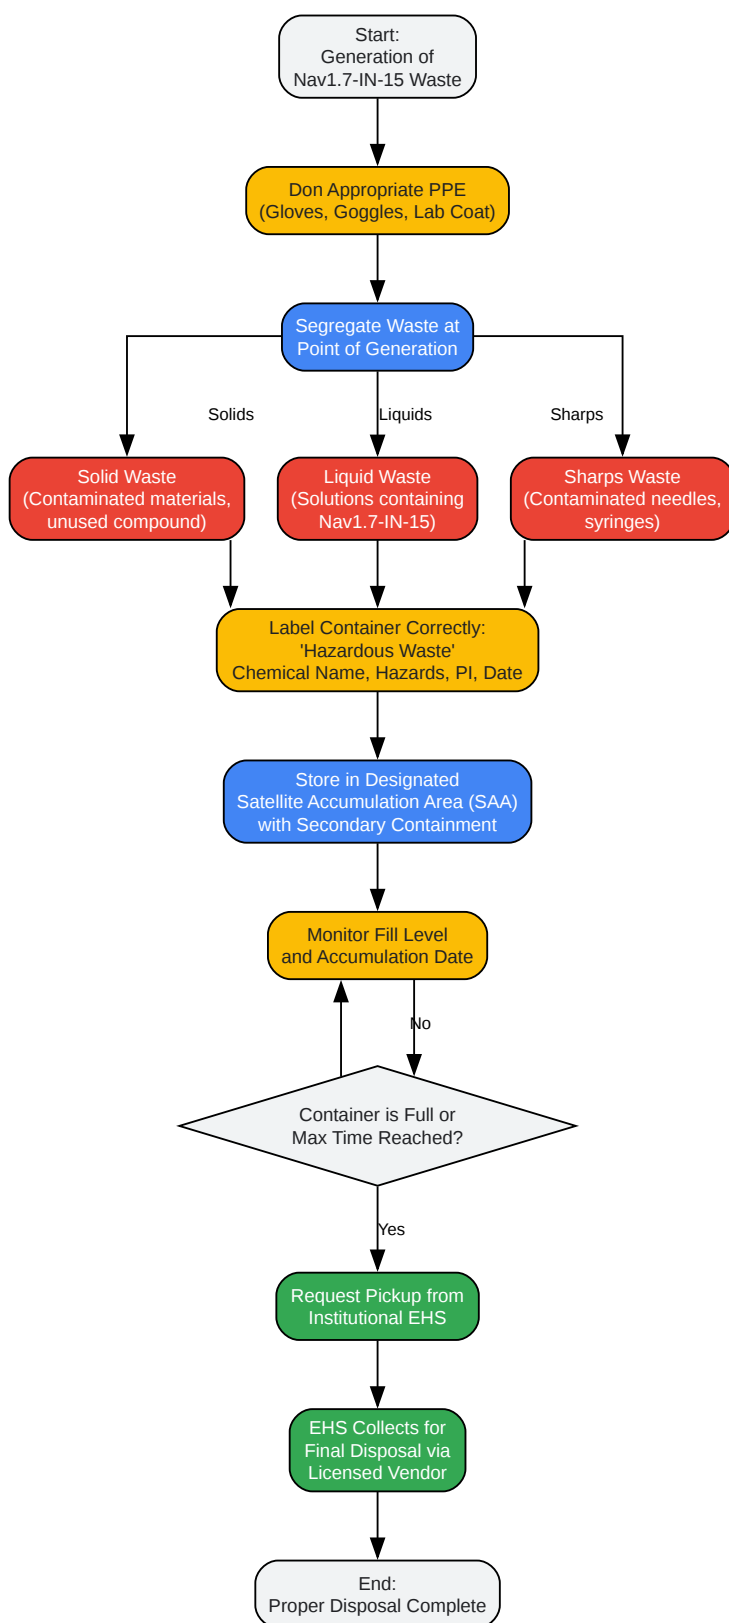 Start:
Generation of
Nav1.7-IN-15 Waste
Don Appropriate PPE
(Gloves, Goggles, Lab Coat)
Segregate Waste at
Point of Generation
Solids
Liquids
Sharps
Solid Waste
(Contaminated materials,
unused compound)
Liquid Waste
(Solutions containing
Nav1.7-IN-15)
Sharps Waste
(Contaminated needles,
syringes)
Label Container Correctly:
'Hazardous Waste'
Chemical Name, Hazards, PI, Date
Store in Designated
Satellite Accumulation Area (SAA)
with Secondary Containment
Monitor Fill Level
and Accumulation Date
No
Container is Full or
Max Time Reached?
Yes
Request Pickup from
Institutional EHS
EHS Collects for
Final Disposal via
Licensed Vendor
End:
Proper Disposal Complete